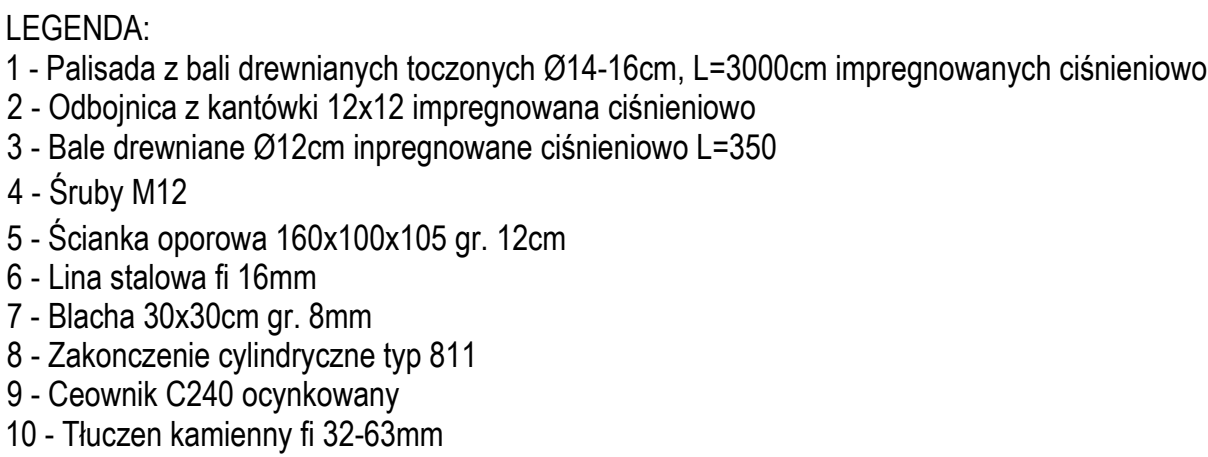 LEGENDA:
1 - Palisada z bali drewnianych toczonych Ø14-16cm, L=3000cm impregnowanych ciśnieniowo
2 - Odbojnica z kantówki 12x12 impregnowana ciśnieniowo
3 - Bale drewniane Ø12cm inpregnowane ciśnieniowo L=350
4 - Śruby M12
5 - Ścianka oporowa 160x100x105 gr. 12cm
6 - Lina stalowa fi 16mm
7 - Blacha 30x30cm gr. 8mm
8 - Zakonczenie cylindryczne typ 811
9 - Ceownik C240 ocynkowany
10 - Tłuczen kamienny fi 32-63mm